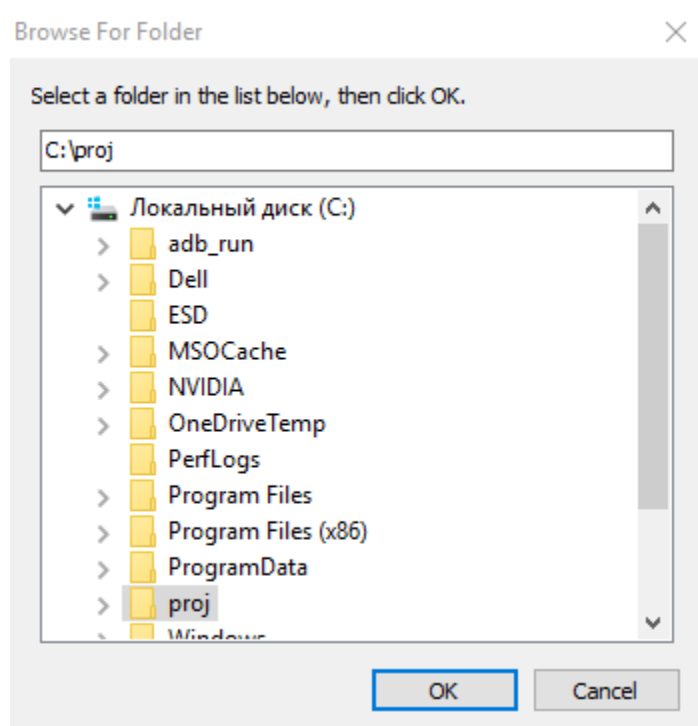 Browse For Folder
Select a folder in the list below, then click OK.
C:\proj
Локальный диск (C:)
adb_run
Dell
ESD
MSOCache
NVIDIA
OneDriveTemp
PerfLogs
Program Files
Program Files (x86)
ProgramData
proj
Windows
OK Cancel